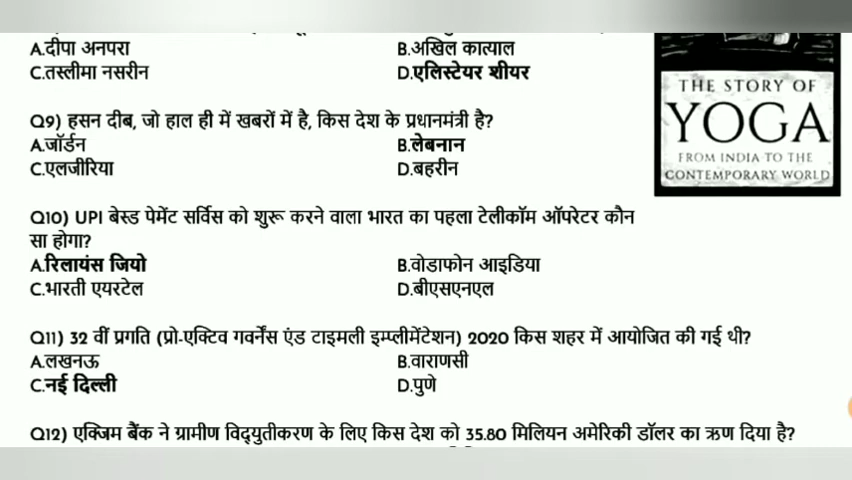 A.दीपा अनपरा B.अखिल कात्याल
C.तस्लीमा नसरीन D.एलिस्टेयर शीयर
THE STORY OF
YOGA
FROM INDIA TO THE
CONTEMPORARY WORLD
Q9) हसन दीब, जो हाल ही में खबरों में है, किस देश के प्रधानमंत्री है?
A.जॉर्डन B.लेबनान
C.एलजीरिया D.बहरीन
Q10) UPI बेस्ड पेमेंट सर्विस को शुरू करने वाला भारत का पहला टेलीकॉम ऑपरेटर कौन
सा होगा?
A.रिलायंस जियो B.वोडाफोन आइडिया
C.भारती एयरटेल D.बीएसएनएल
Q11) 32 वीं प्रगति (प्रो-एक्टिव गवर्नेंस एंड टाइमली इम्प्लीमेंटेशन) 2020 किस शहर में आयोजित की गई थी?
A.लखनऊ B.वाराणसी
C.नई दिल्ली D.पुणे
Q12) एक्जिम बैंक ने ग्रामीण विद्युतीकरण के लिए किस देश को 35.80 मिलियन अमेरिकी डॉलर का ऋण दिया है?